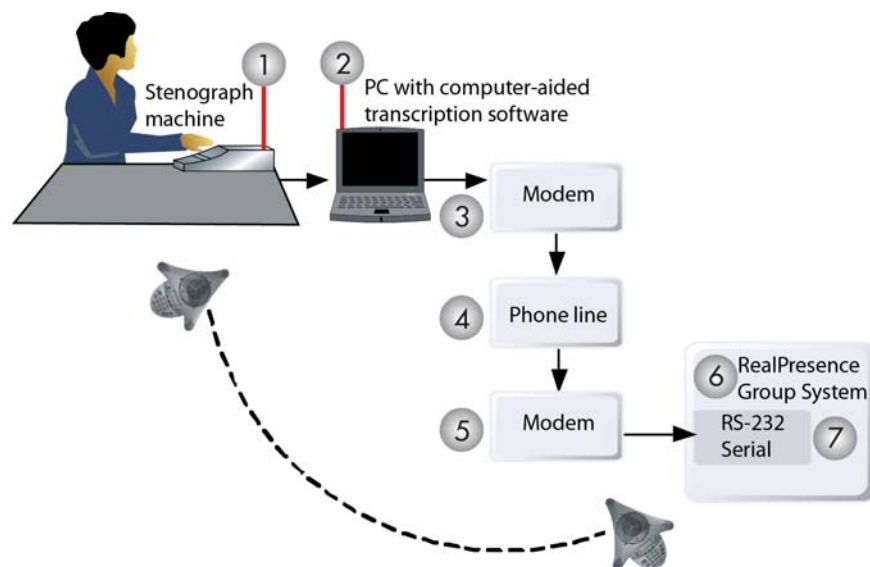 1
2
Stenograph
machine
PC with computer-aided
transcription software
3
Modem
4
Phone line
5
Modem
6
RealPresence
Group System
RS-232
Serial
7